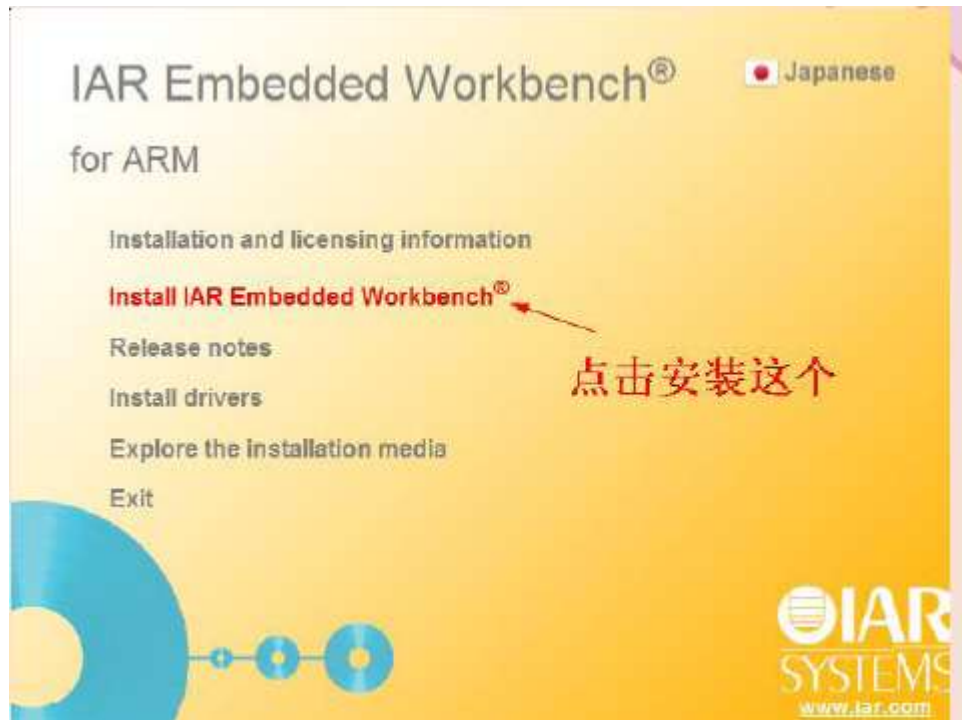 IAR Embedded Workbench®
Japanese
for ARM
Installation and licensing information
Install IAR Embedded Workbench®
点击安装这个
Release notes
Install drivers
Explore the installation media
Exit
IAR
SYSTEMS
www.iar.com